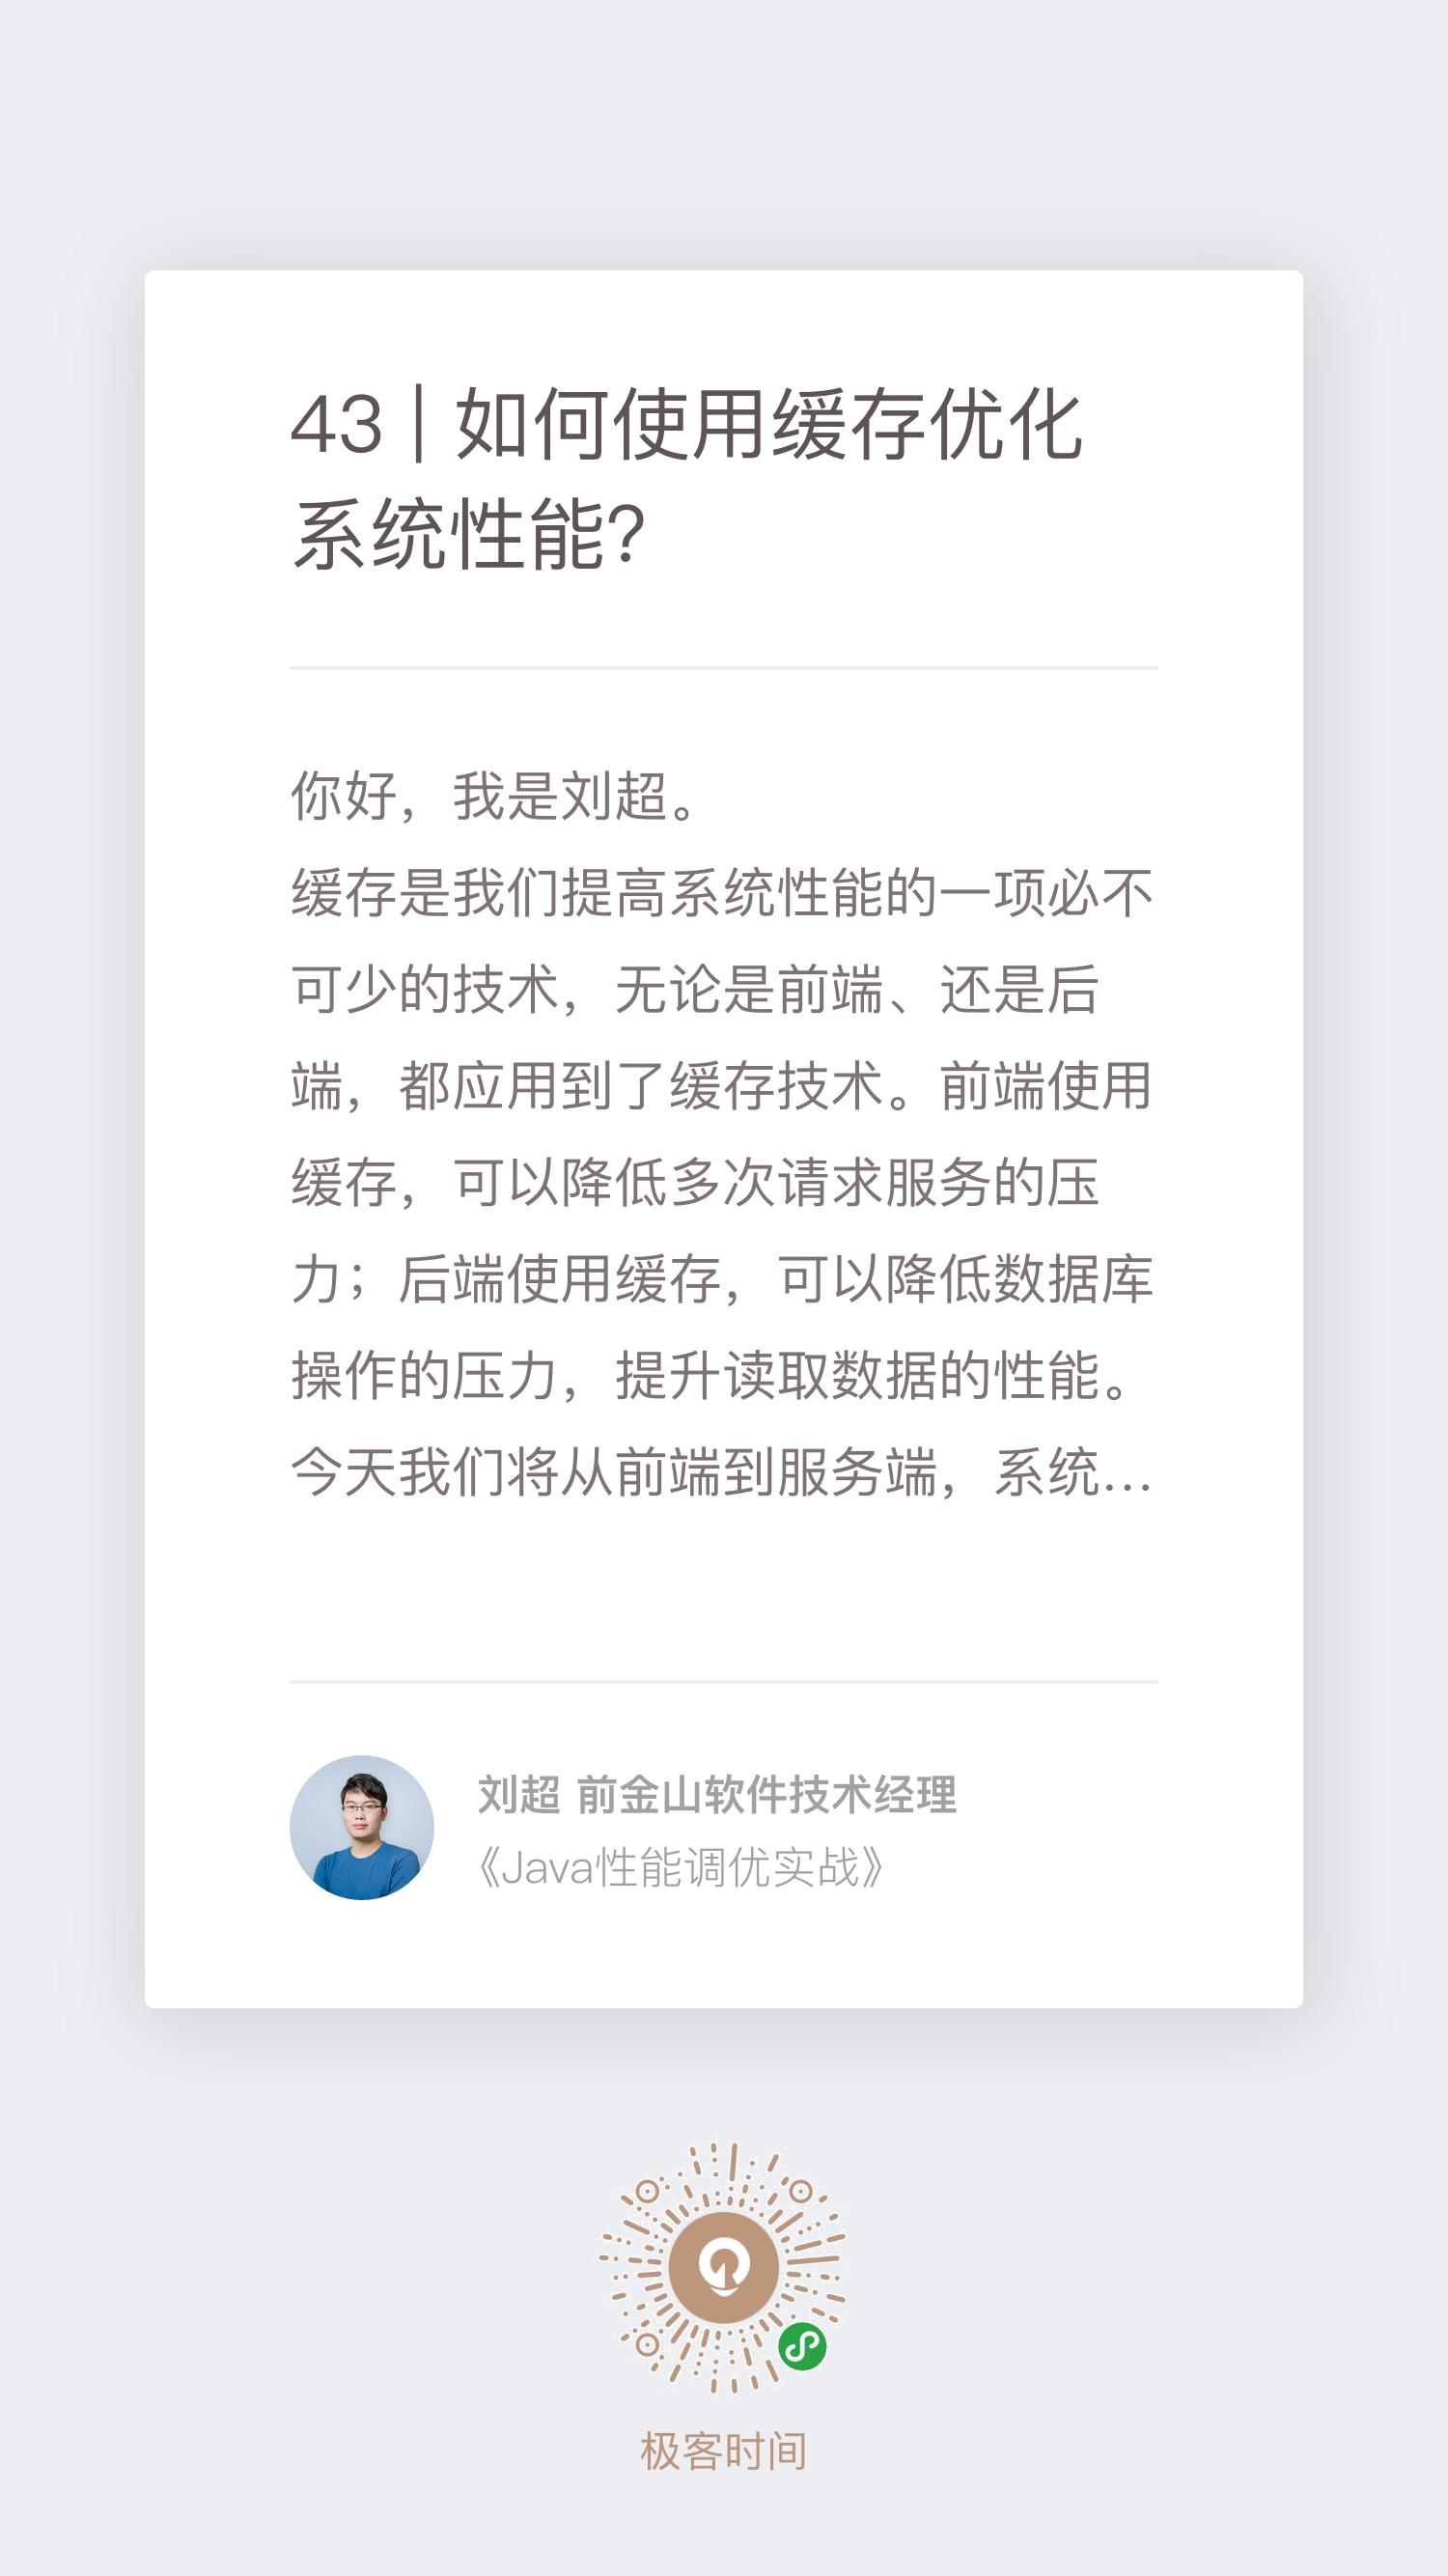 43 | 如何使用缓存优化
系统性能?
你好，我是刘超。
缓存是我们提高系统性能的一项必不
可少的技术，无论是前端、还是后
端，都应用到了缓存技术。前端使用
缓存，可以降低多次请求服务的压
力；后端使用缓存，可以降低数据库
操作的压力，提升读取数据的性能。
今天我们将从前端到服务端，系统...
刘超 前金山软件技术经理
《Java性能调优实战》
极客时间